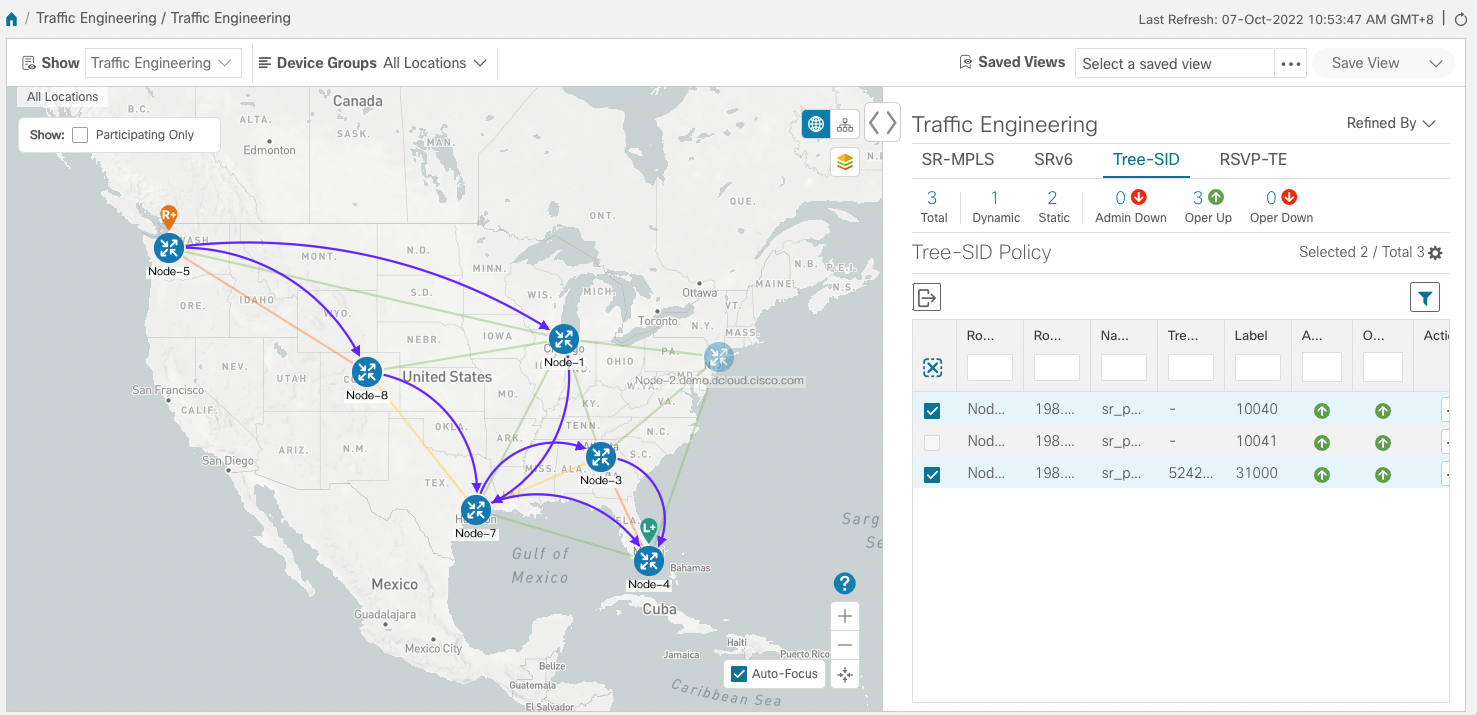 / Traffic Engineering / Traffic Engineering
Last Refresh: 07-Oct-2022 10:53:47 AM GMT+8
Show Traffic Engineering
Device Groups All Locations
Saved Views Select a saved view
Save View
All Locations
Show: Participating Only
Canada
B.C.
ALTA.
Edmonton
SASK.
MAN.
ONT.
QUE.
N.B.
P.E.I.
N.S.
MAINE
Ottawa
VT.
Toronto
N.Y.
MASS.
R+
WASH
Node-5
MONT.
N.D.
MINN.
S.D.
WIS.
MICH.
ORE.
IDAHO
WYO.
IOWA
NEBR.
Node-1
OHIO
PA.
Node-2.demo.dcloud.cisco.com
United States
Node-8
NEV.
UTAH
San Francisco
CALIF.
MO.
KY.
VA.
OKLA.
ARK.
TENN.
S.C.
San Diego
ARIZ.
N.M.
MISS.
ALA.
Node-3
TEX.
Node-7
L+
Node-4
Gulf of
Mexico
Bahamas
Sarg
Se
Mexico
Cuba
Guadalajara
Mexico City
Haiti
Jamaica
Puerto Rico
Belize
Guatemala
El Salvador
Caribbean Sea
Auto-Focus
Traffic Engineering
Refined By
SR-MPLS SRv6 Tree-SID RSVP-TE
3 1 2 0 3 0
Total Dynamic Static Admin Down Oper Up Oper Down
Tree-SID Policy
Selected 2 / Total 3
Ro... Ro... Na... Tre... Label A... O... Acti
Nod... 198.... sr_p... - 10040
Nod... 198.... sr_p... - 10041
Nod... 198.... sr_p... 5242... 31000